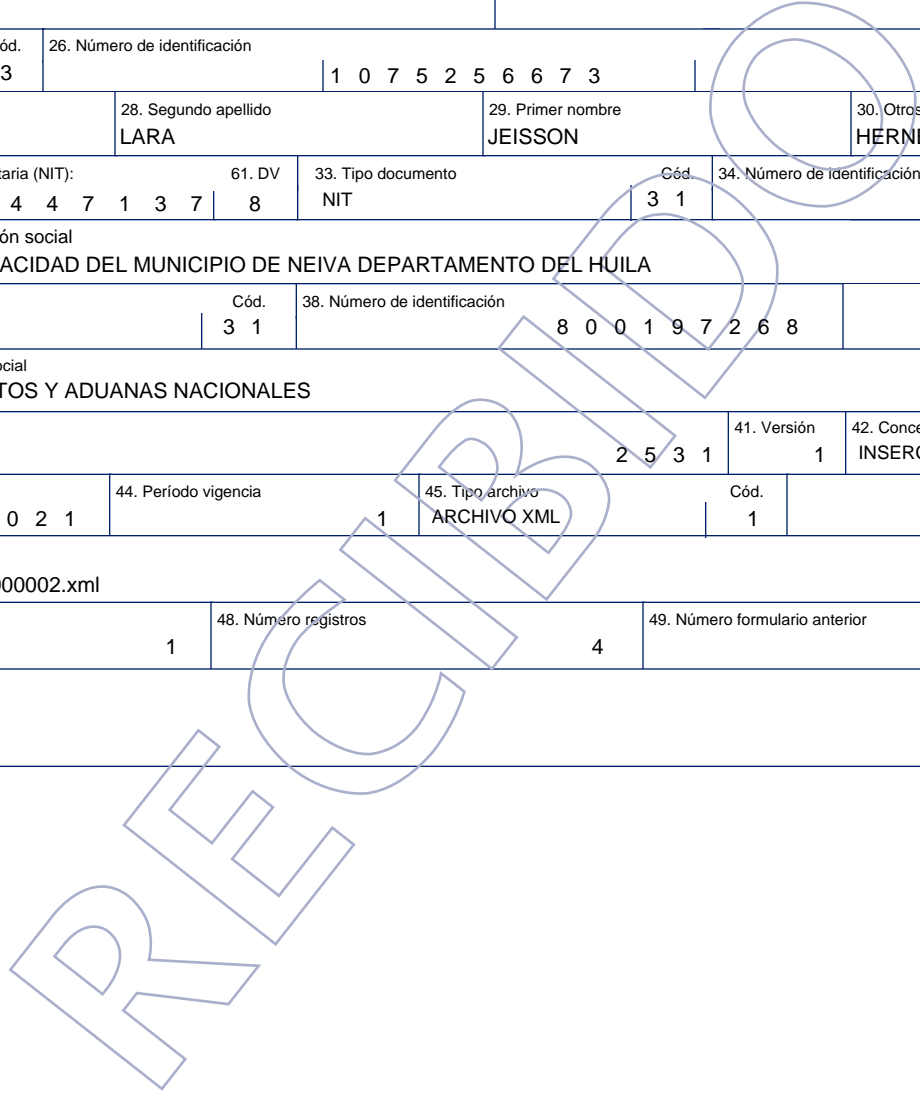 ód. 26. Número de identificación
3 1 0 7 5 2 5 6 6 7 3
28. Segundo apellido 29. Primer nombre 30. Otros
LARA JEISSON HERNE
taria (NIT): 61. DV 33. Tipo documento Cód. 34. Número de identificación
4 4 7 1 3 7 8 NIT 3 1
ón social
ACIDAD DEL MUNICIPIO DE NEIVA DEPARTAMENTO DEL HUILA
Cód. 38. Número de identificación
3 1 8 0 0 1 9 7 2 6 8
ocial
TOS Y ADUANAS NACIONALES
41. Versión 42. Conce
2 5 3 1 1 INSERC
44. Período vigencia 45. Tipo archivo Cód.
0 2 1 1 ARCHIVO XML 1
000002.xml
48. Número registros 49. Número formulario anterior
1 4
RECIBIDO